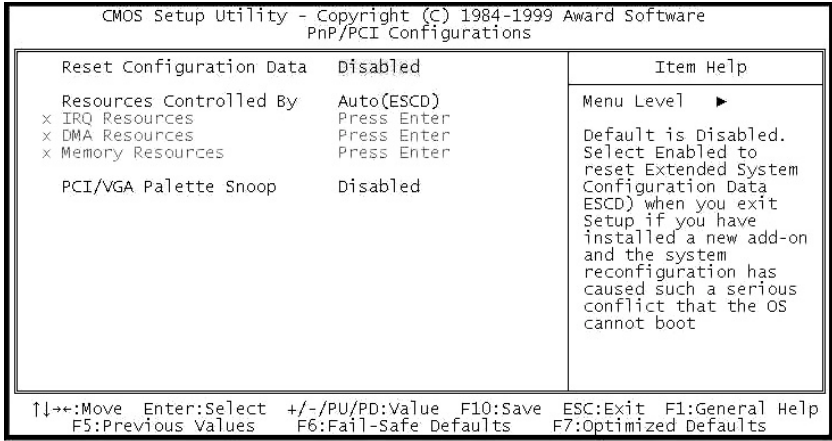 CMOS Setup Utility - Copyright (C) 1984-1999 Award Software
PnP/PCI Configurations
Reset Configuration Data Disabled
Resources Controlled By Auto(ESCD)
x IRQ Resources Press Enter
x DMA Resources Press Enter
x Memory Resources Press Enter
PCI/VGA Palette Snoop Disabled
Item Help
Menu Level ▶
Default is Disabled.
Select Enabled to
reset Extended System
Configuration Data
ESCD) when you exit
Setup if you have
installed a new add-on
and the system
reconfiguration has
caused such a serious
conflict that the OS
cannot boot
↑↓→←:Move Enter:Select +/-/PU/PD:Value F10:Save ESC:Exit F1:General Help
F5:Previous Values F6:Fail-Safe Defaults F7:Optimized Defaults